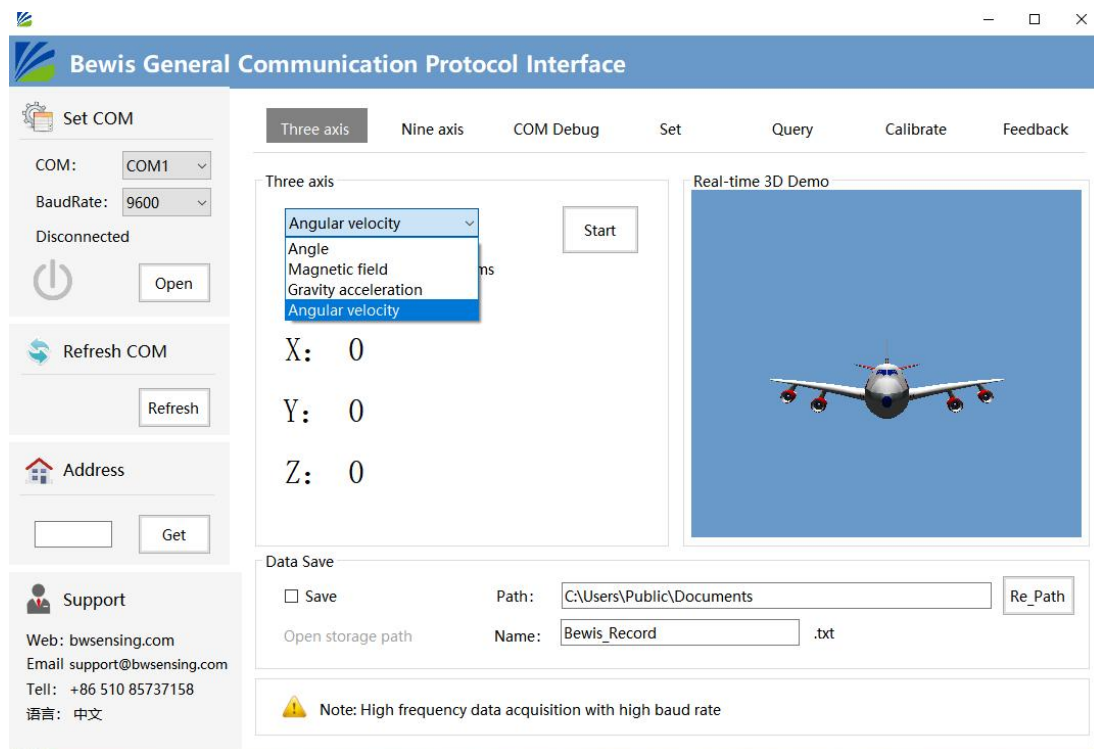 Bewis General Communication Protocol Interface
Set COM
COM: COM1
BaudRate: 9600
Disconnected
Open
Refresh COM
Refresh
Address
Get
Support
Web: bwsensing.com
Email support@bwsensing.com
Tell: +86 510 85737158
语言: 中文
Three axis Nine axis COM Debug Set Query Calibrate Feedback
Three axis
Angular velocity
Start
Angle
Magnetic field
ms
Gravity acceleration
Angular velocity
X: 0
Y: 0
Z: 0
Real-time 3D Demo
Data Save
Save
Path: C:\Users\Public\Documents
Re_Path
Open storage path
Name: Bewis_Record .txt
Note: High frequency data acquisition with high baud rate